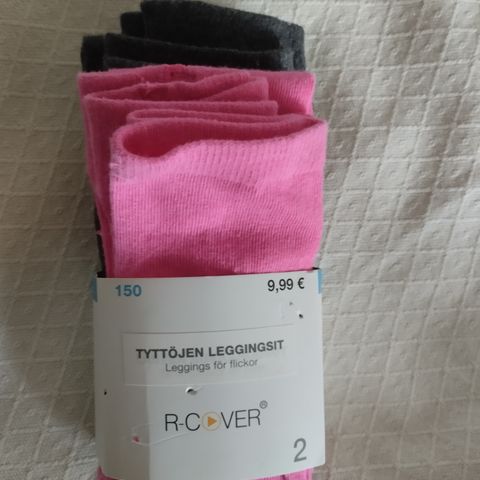 150 9,99 €
TYTTÖJEN LEGGINGSIT
Leggings för flickor
R-COVER®
2